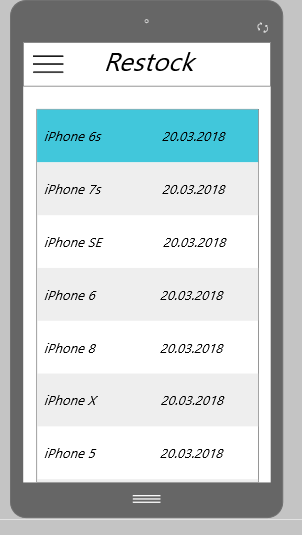 Restock
iPhone 6s 20.03.2018
iPhone 7s 20.03.2018
iPhone SE 20.03.2018
iPhone 6 20.03.2018
iPhone 8 20.03.2018
iPhone X 20.03.2018
iPhone 5 20.03.2018